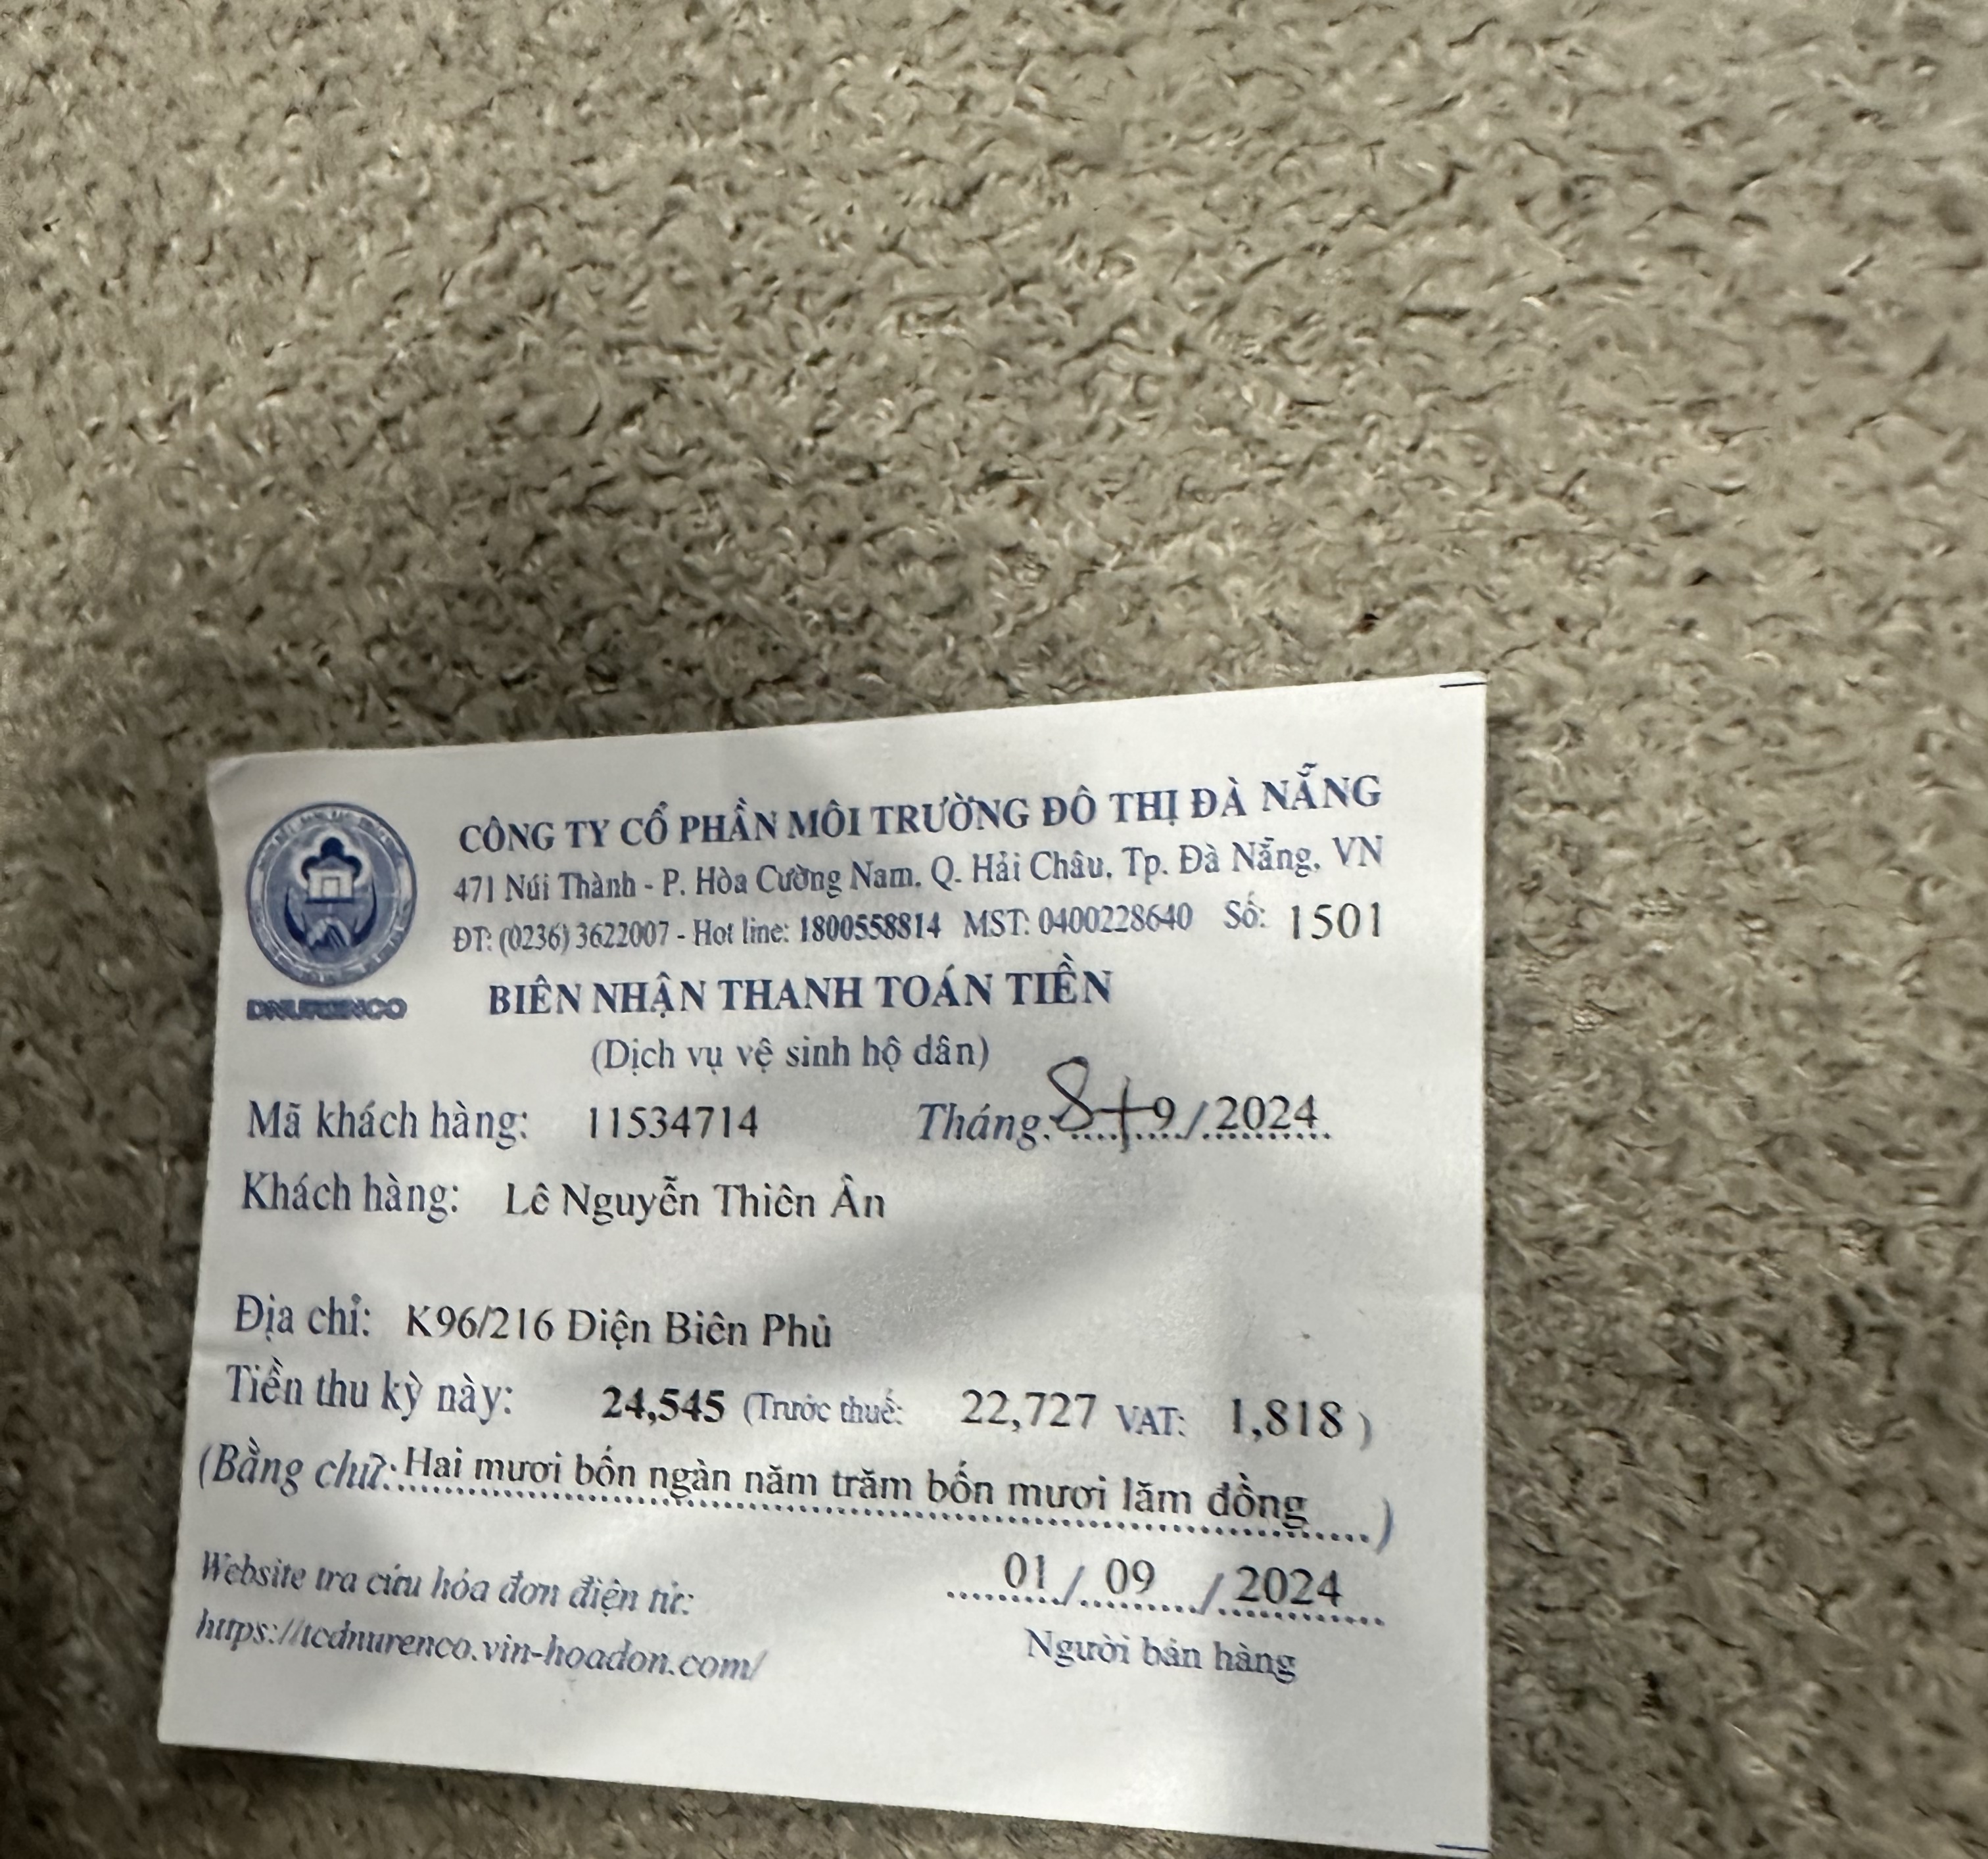 CÔNG TY CỔ PHẦN MÔI TRƯỜNG ĐÔ THỊ ĐÀ NẴNG
471 Núi Thành - P. Hòa Cường Nam, Q. Hải Châu, Tp. Đà Nẵng, VN
ĐT: (0236) 3622007 - Hot line: 1800558814 MST: 0400228640 Số: 1501
DNURENCO
BIÊN NHẬN THANH TOÁN TIỀN
(Dịch vụ vệ sinh hộ dân)
Mã khách hàng: 11534714 Tháng 8+9/2024
Khách hàng: Lê Nguyễn Thiên Ân
Địa chỉ: K96/216 Điện Biên Phủ
Tiền thu kỳ này: 24,545 (Trước thuế: 22,727 VAT: 1,818)
(Bằng chữ: Hai mươi bốn ngàn năm trăm bốn mươi lăm đồng)
01/09/2024
Website tra cứu hóa đơn điện tử:
https://tcdnurenco.vin-hoadon.com/
Người bán hàng